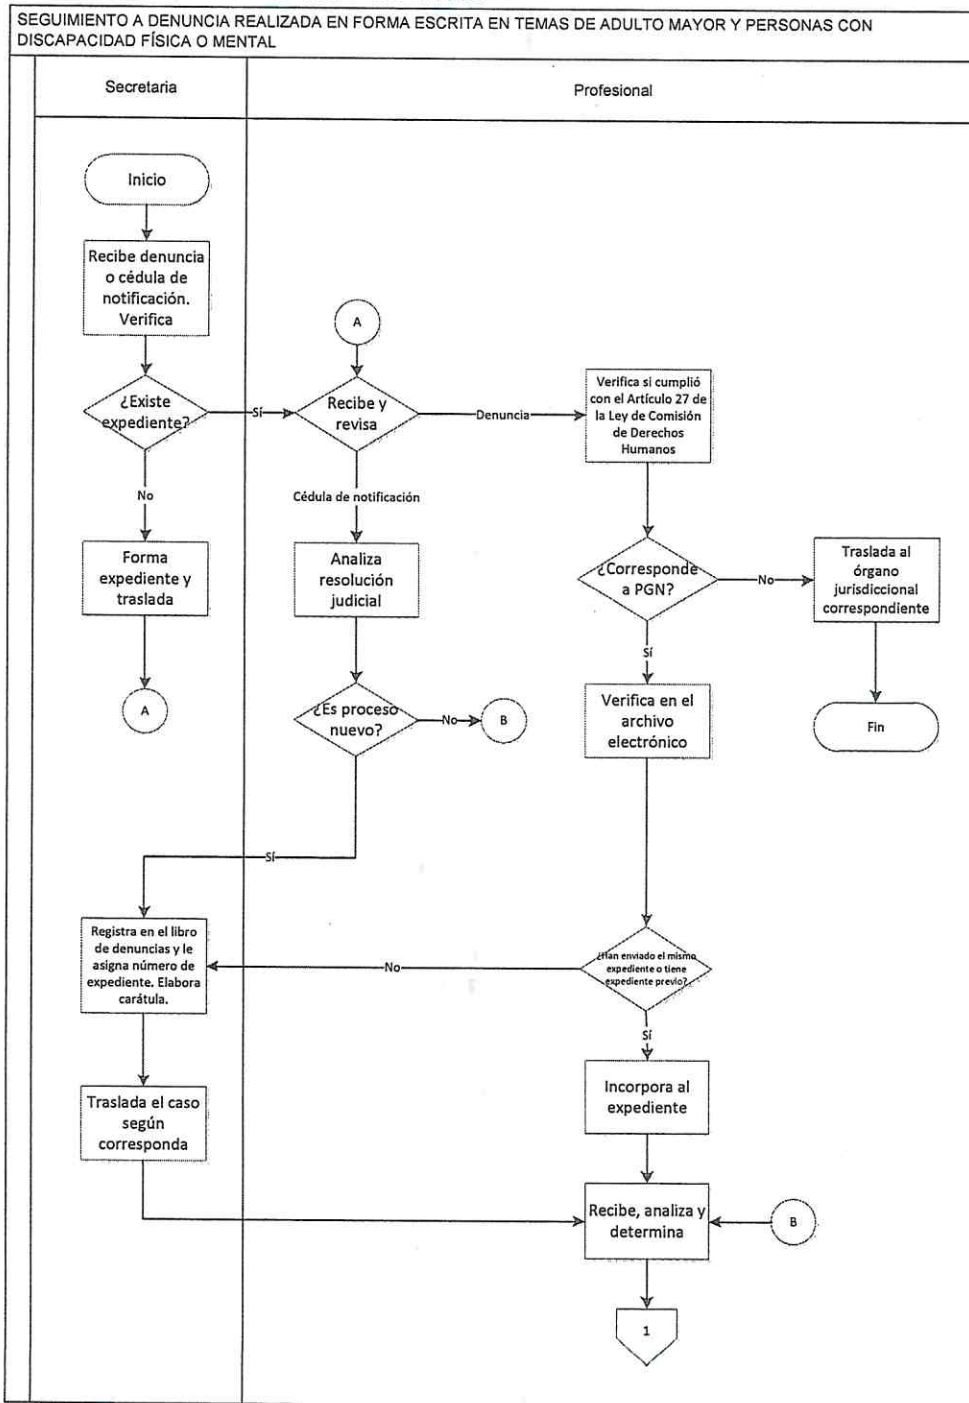 SEGUIMIENTO A DENUNCIA REALIZADA EN FORMA ESCRITA EN TEMAS DE ADULTO MAYOR Y PERSONAS CON
DISCAPACIDAD FÍSICA O MENTAL
Secretaria
Profesional
Inicio
Recibe denuncia
o cédula de
notificación.
Verifica
¿Existe
expediente?
Sí
No
Forma
expediente y
traslada
A
A
Recibe y
revisa
Denuncia
Cédula de notificación
Analiza
resolución
judicial
¿Es proceso
nuevo?
No
B
Sí
Verifica si cumplió
con el Artículo 27 de
la Ley de Comisión
de Derechos
Humanos
¿Corresponde
a PGN?
No
Traslada al
órgano
jurisdiccional
correspondiente
Fin
Sí
Verifica en el
archivo
electrónico
¿Han enviado el mismo
expediente o tiene
expediente previo?
No
Registra en el libro
de denuncias y le
asigna número de
expediente. Elabora
carátula.
Traslada el caso
según
corresponda
Sí
Incorpora al
expediente
Recibe, analiza y
determina
B
1